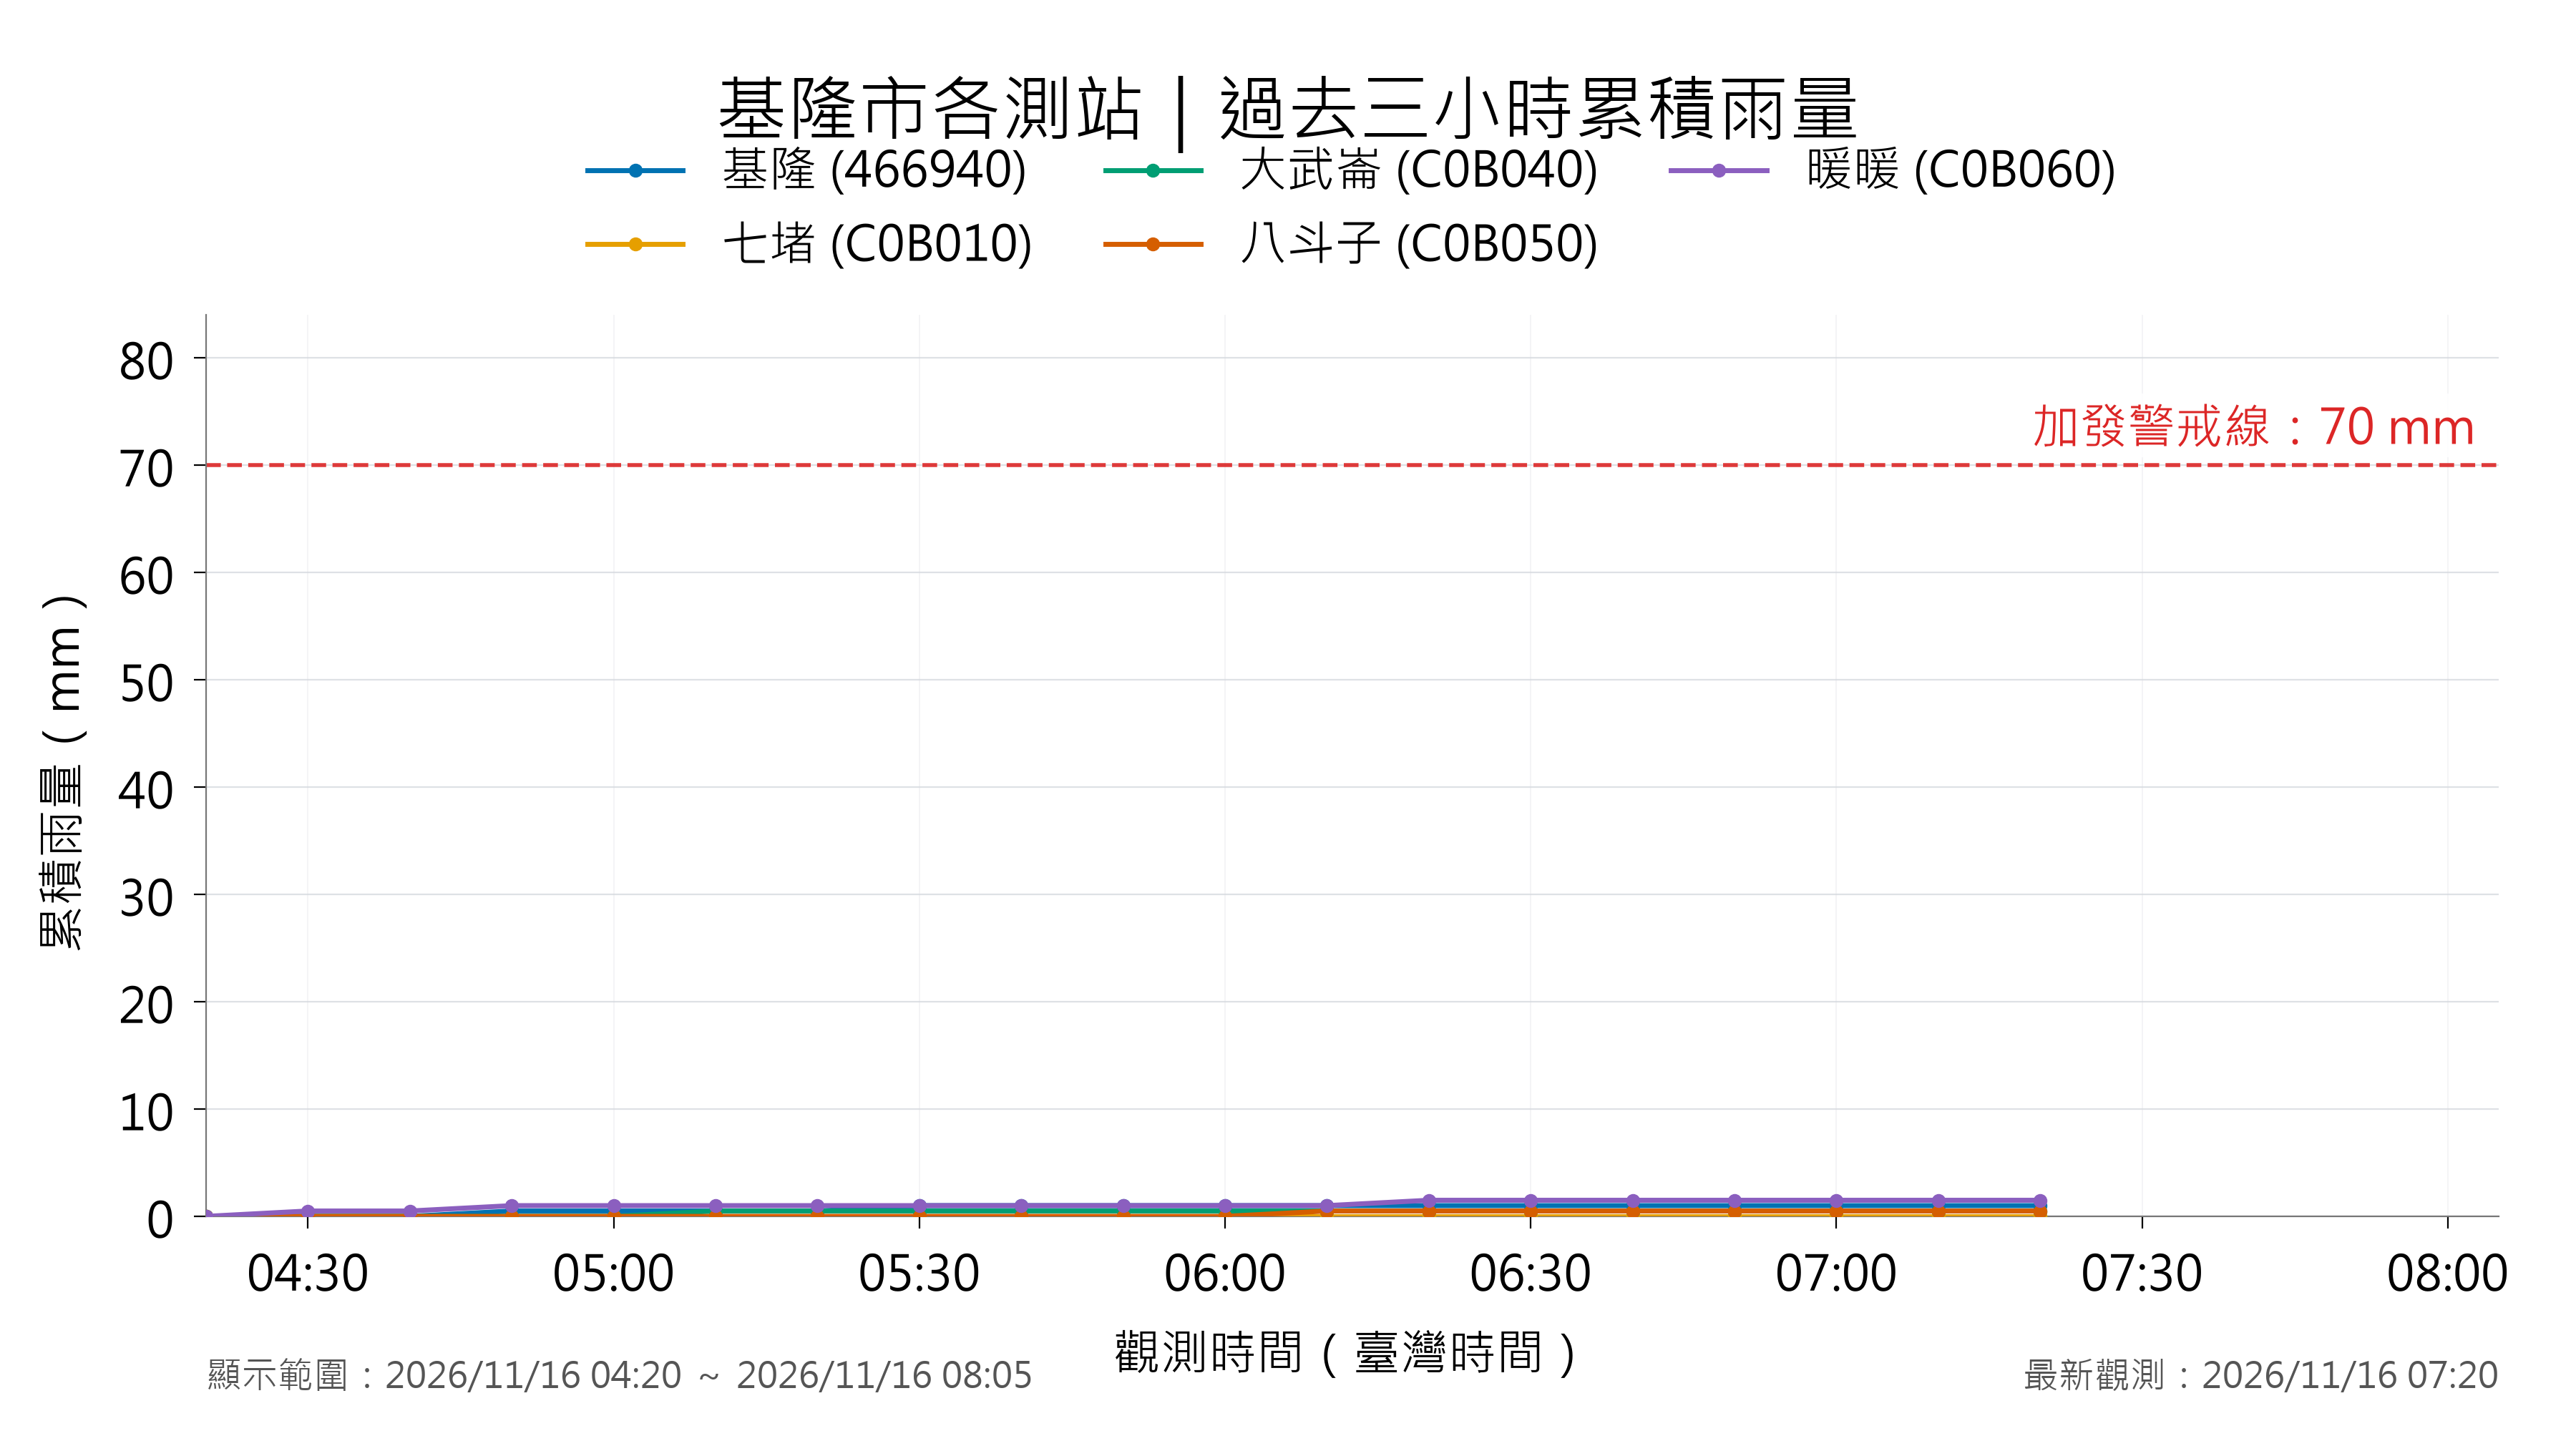 基隆市各測站｜過去三小時累積雨量
基隆 (466940)
大武崙 (C0B040)
暖暖 (C0B060)
七堵 (C0B010)
八斗子 (C0B050)
80
加發警戒線：70 mm
70
60
50
40
30
20
10
0
累積雨量（mm）
04:30
05:00
05:30
06:00
06:30
07:00
07:30
08:00
觀測時間（臺灣時間）
顯示範圍：2026/11/16 04:20 ~ 2026/11/16 08:05
最新觀測：2026/11/16 07:20